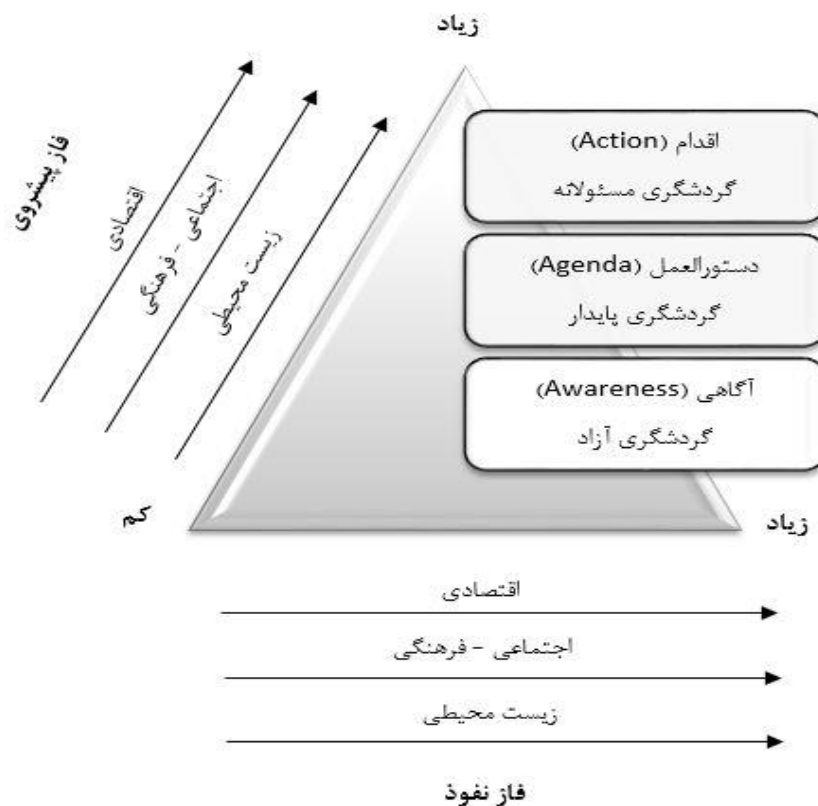 زیاد
فاز پیشروی
اقتصادی
اجتماعی - فرهنگی
زیست محیطی
اقدام (Action)
گردشگری مسئولانه
دستورالعمل (Agenda)
گردشگری پایدار
آگاهی (Awareness)
گردشگری آزاد
کم
زیاد
اقتصادی
اجتماعی - فرهنگی
زیست محیطی
فاز نفوذ